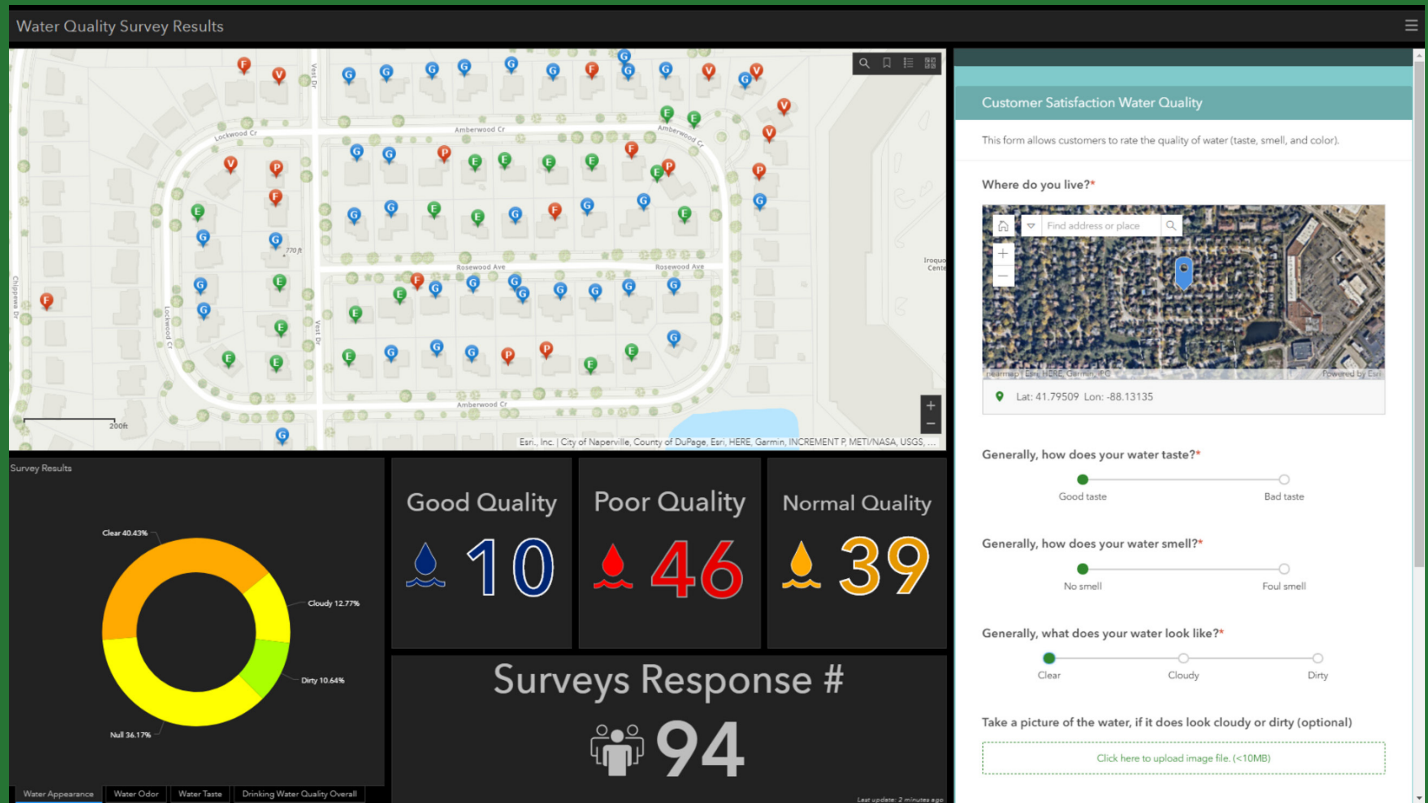 Water Quality Survey Results
Lockwood Cr
Vest Dr
Amberwood Cr
Amberwood Cr
770 ft
Rosewood Ave
Rosewood Ave
Iroquo
Cente
Chippewa Dr
Lockwood Cr
Vest Dr
Amberwood Cr
200ft
Esri., Inc. | City of Naperville, County of DuPage, Esri, HERE, Garmin, INCREMENT P, METI/NASA, USGS, ...
Survey Results
Clear 40.43%
Cloudy 12.77%
Dirty 10.64%
Null 36.17%
Water Appearance
Water Odor
Water Taste
Drinking Water Quality Overall
Good Quality
10
Poor Quality
46
Normal Quality
39
Surveys Response #
94
Last update: 2 minutes ago
Customer Satisfaction Water Quality
This form allows customers to rate the quality of water (taste, smell, and color).
Where do you live?*
Find address or place
Powered by Esri
Lat: 41.79509 Lon: -88.13135
Generally, how does your water taste?*
Good taste
Bad taste
Generally, how does your water smell?*
No smell
Foul smell
Generally, what does your water look like?*
Clear
Cloudy
Dirty
Take a picture of the water, if it does look cloudy or dirty (optional)
Click here to upload image file. (<10MB)